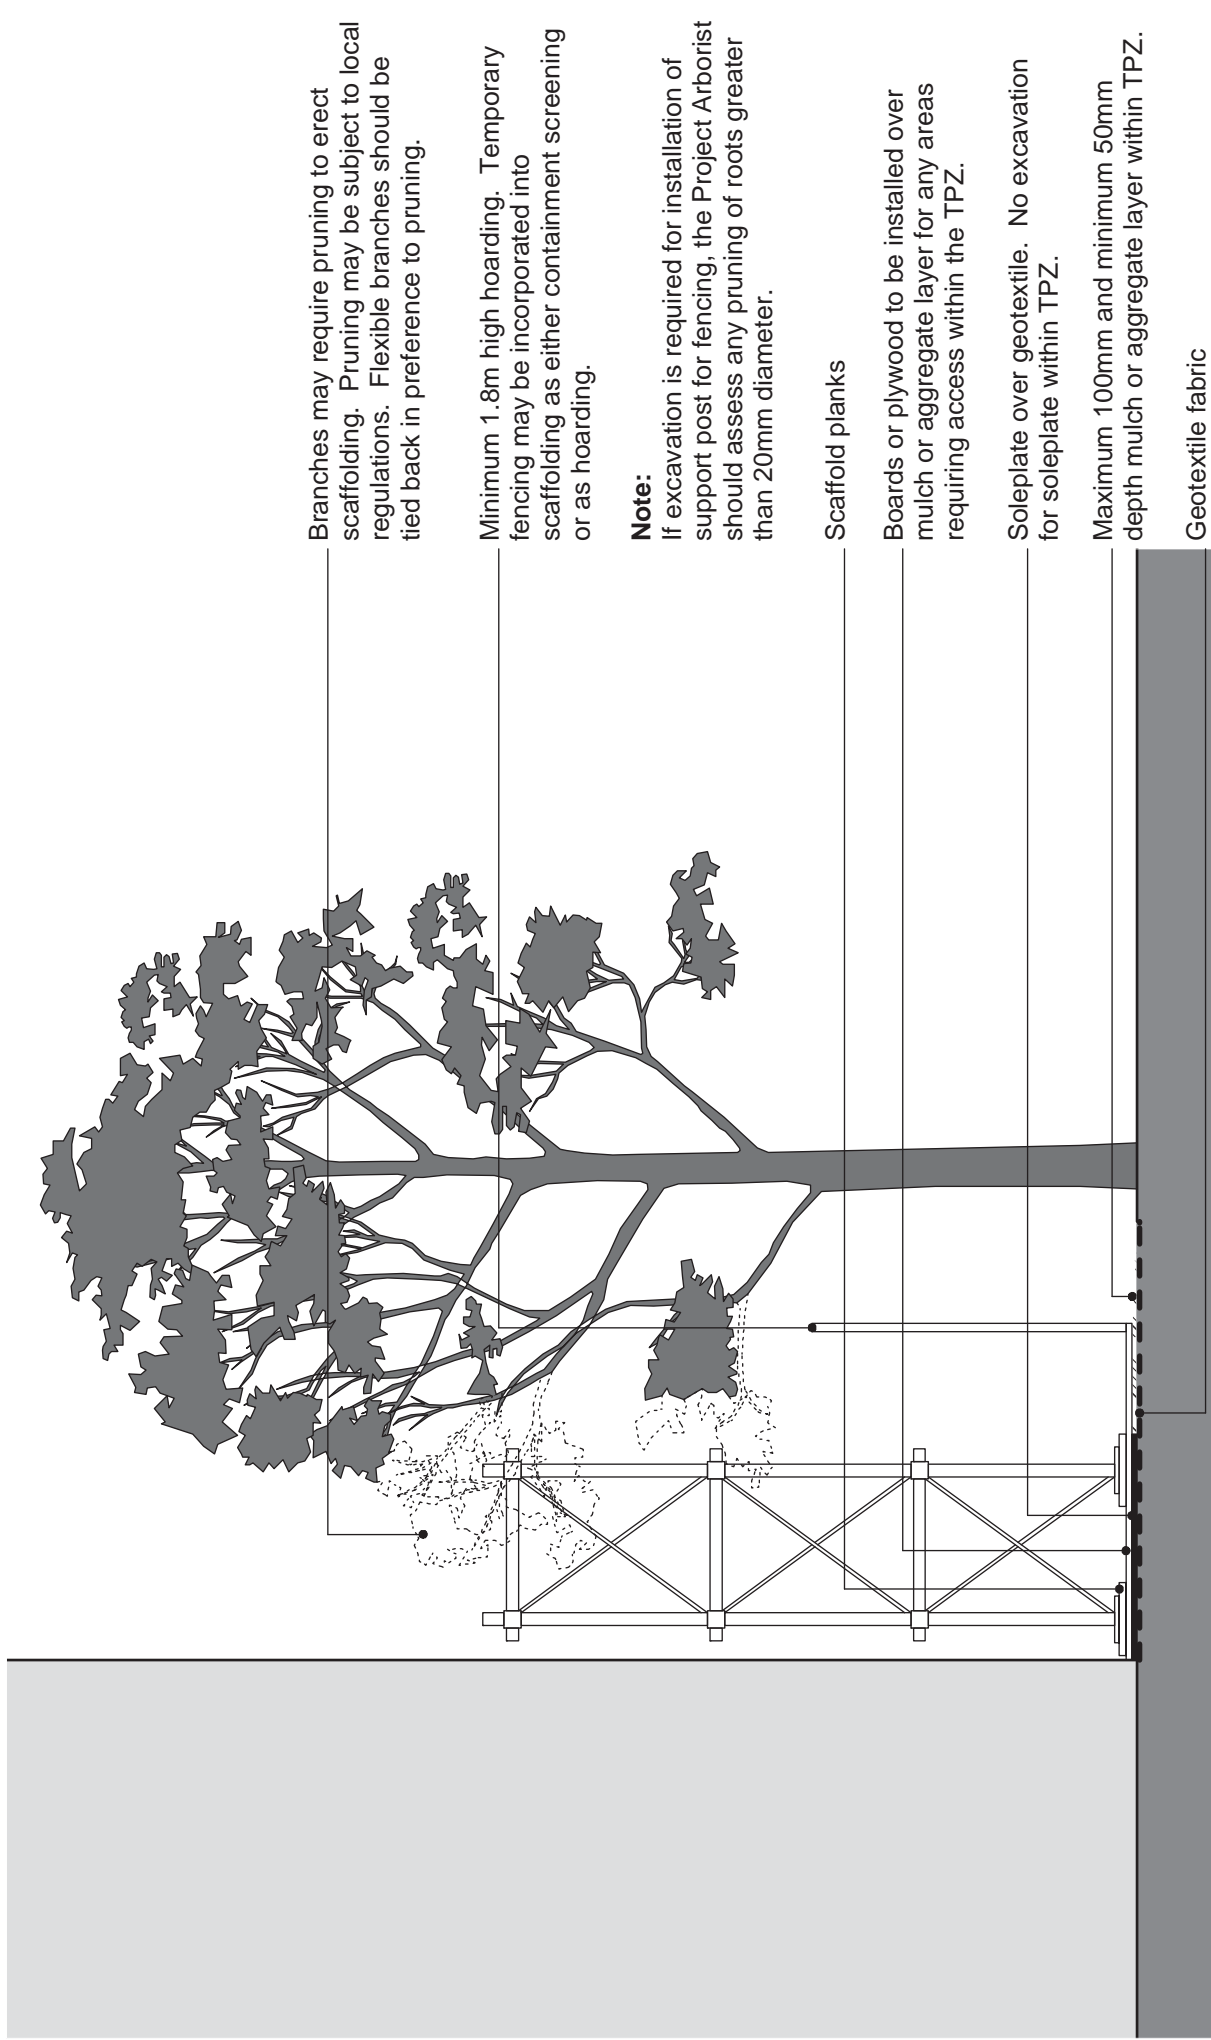 Branches may require pruning to erect
scaffolding.  Pruning may be subject to local
regulations.  Flexible branches should be
tied back in preference to pruning.
Minimum 1.8m high hoarding.  Temporary
fencing may be incorporated into
scaffolding as either containment screening
or as hoarding.
Note:
If excavation is required for installation of
support post for fencing, the Project Arborist
should assess any pruning of roots greater
than 20mm diameter.
Scaffold planks
Boards or plywood to be installed over
mulch or aggregate layer for any areas
requiring access within the TPZ.
Soleplate over geotextile.  No excavation
for soleplate within TPZ.
Maximum 100mm and minimum 50mm
depth mulch or aggregate layer within TPZ.
Geotextile fabric